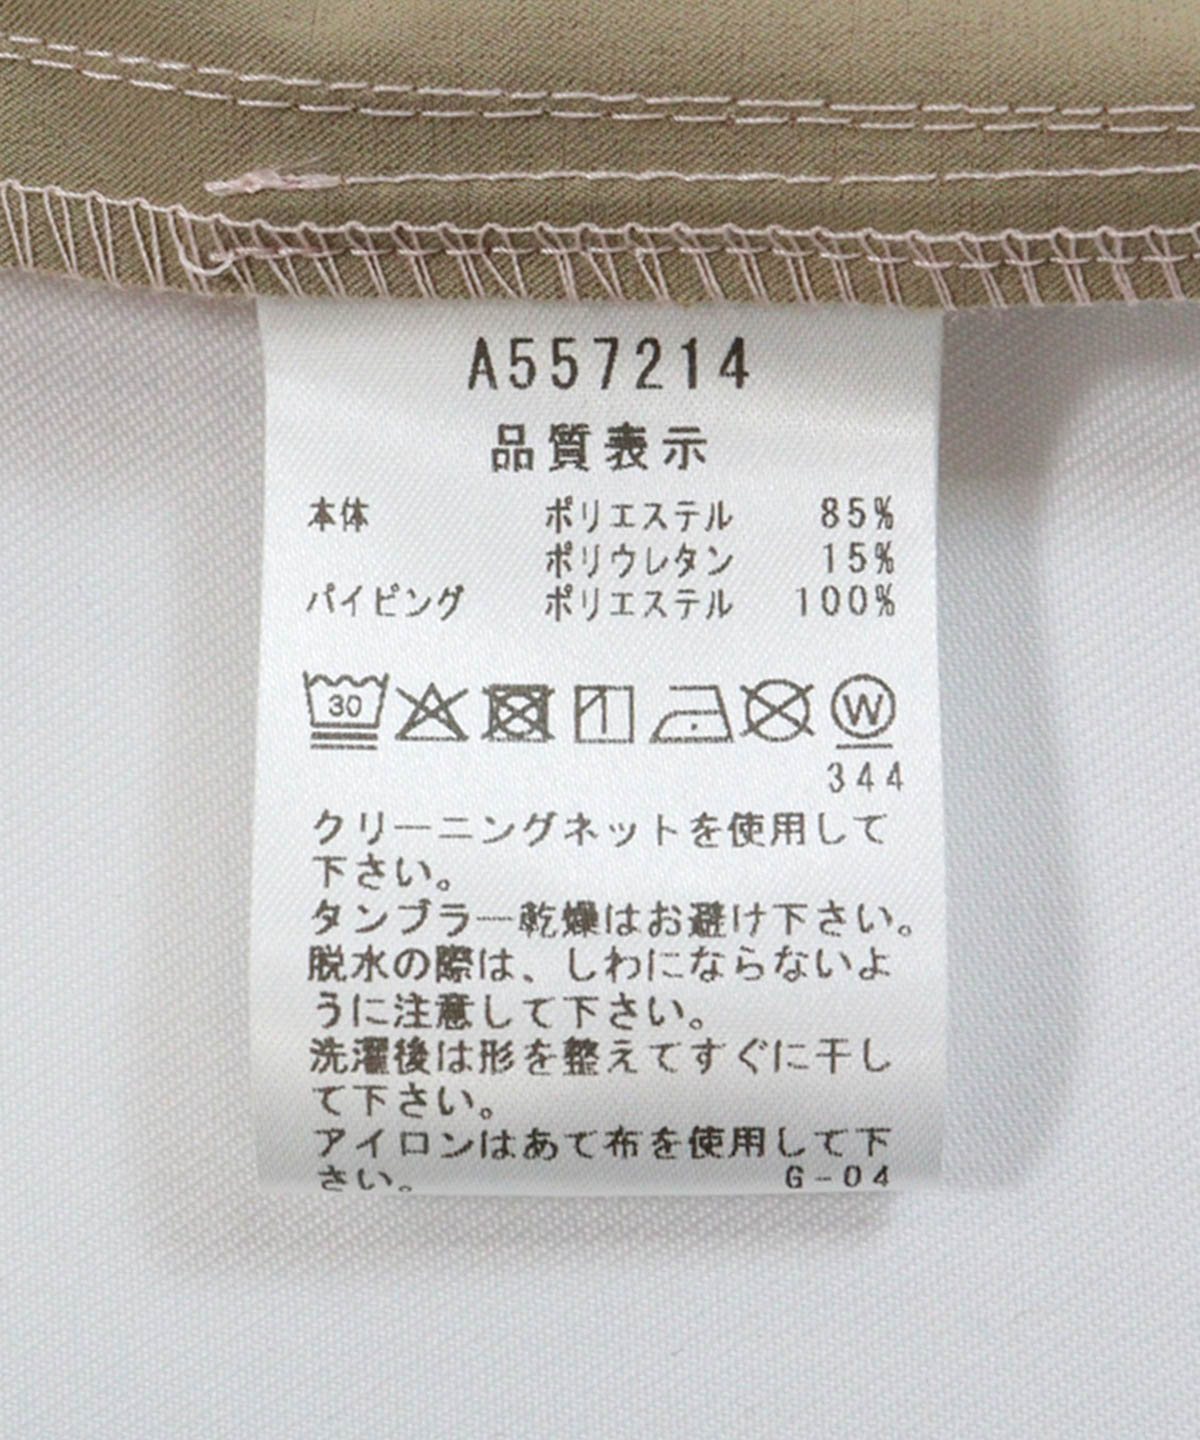 A557214
品質表示
本体 ポリエステル 85%
ポリウレタン 15%
パイピング ポリエステル 100%
30 W
344
クリーニングネットを使用して
下さい。
タンブラー乾燥はお避け下さい。
脱水の際は、しわにならないよ
うに注意して下さい。
洗濯後は形を整えてすぐに干し
て下さい。
アイロンはあて布を使用して下
さい。 G-04